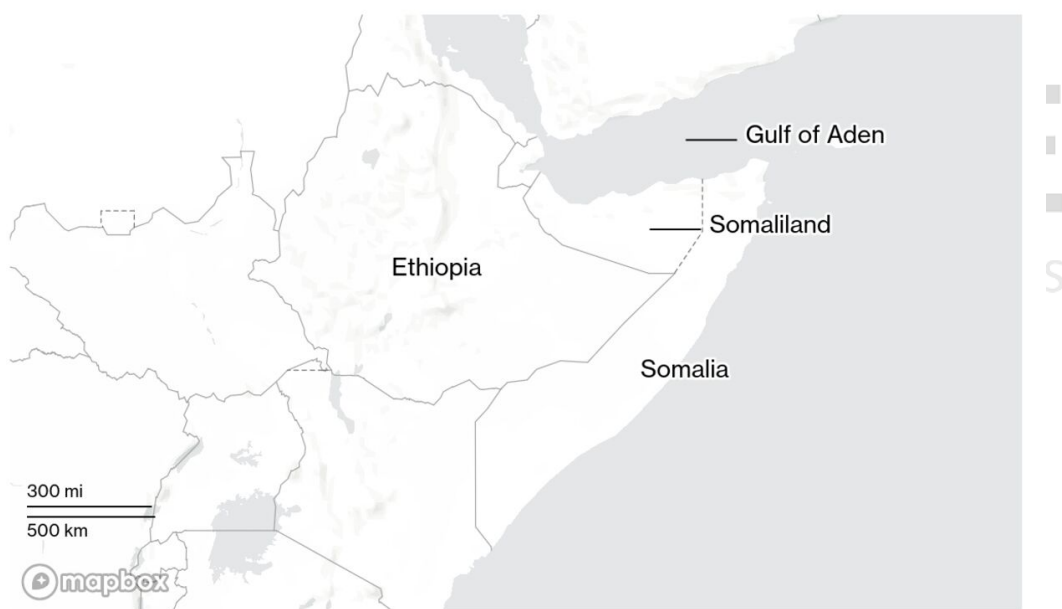 Gulf of Aden
Somaliland
Ethiopia
Somalia
300 mi
500 km
mapbox